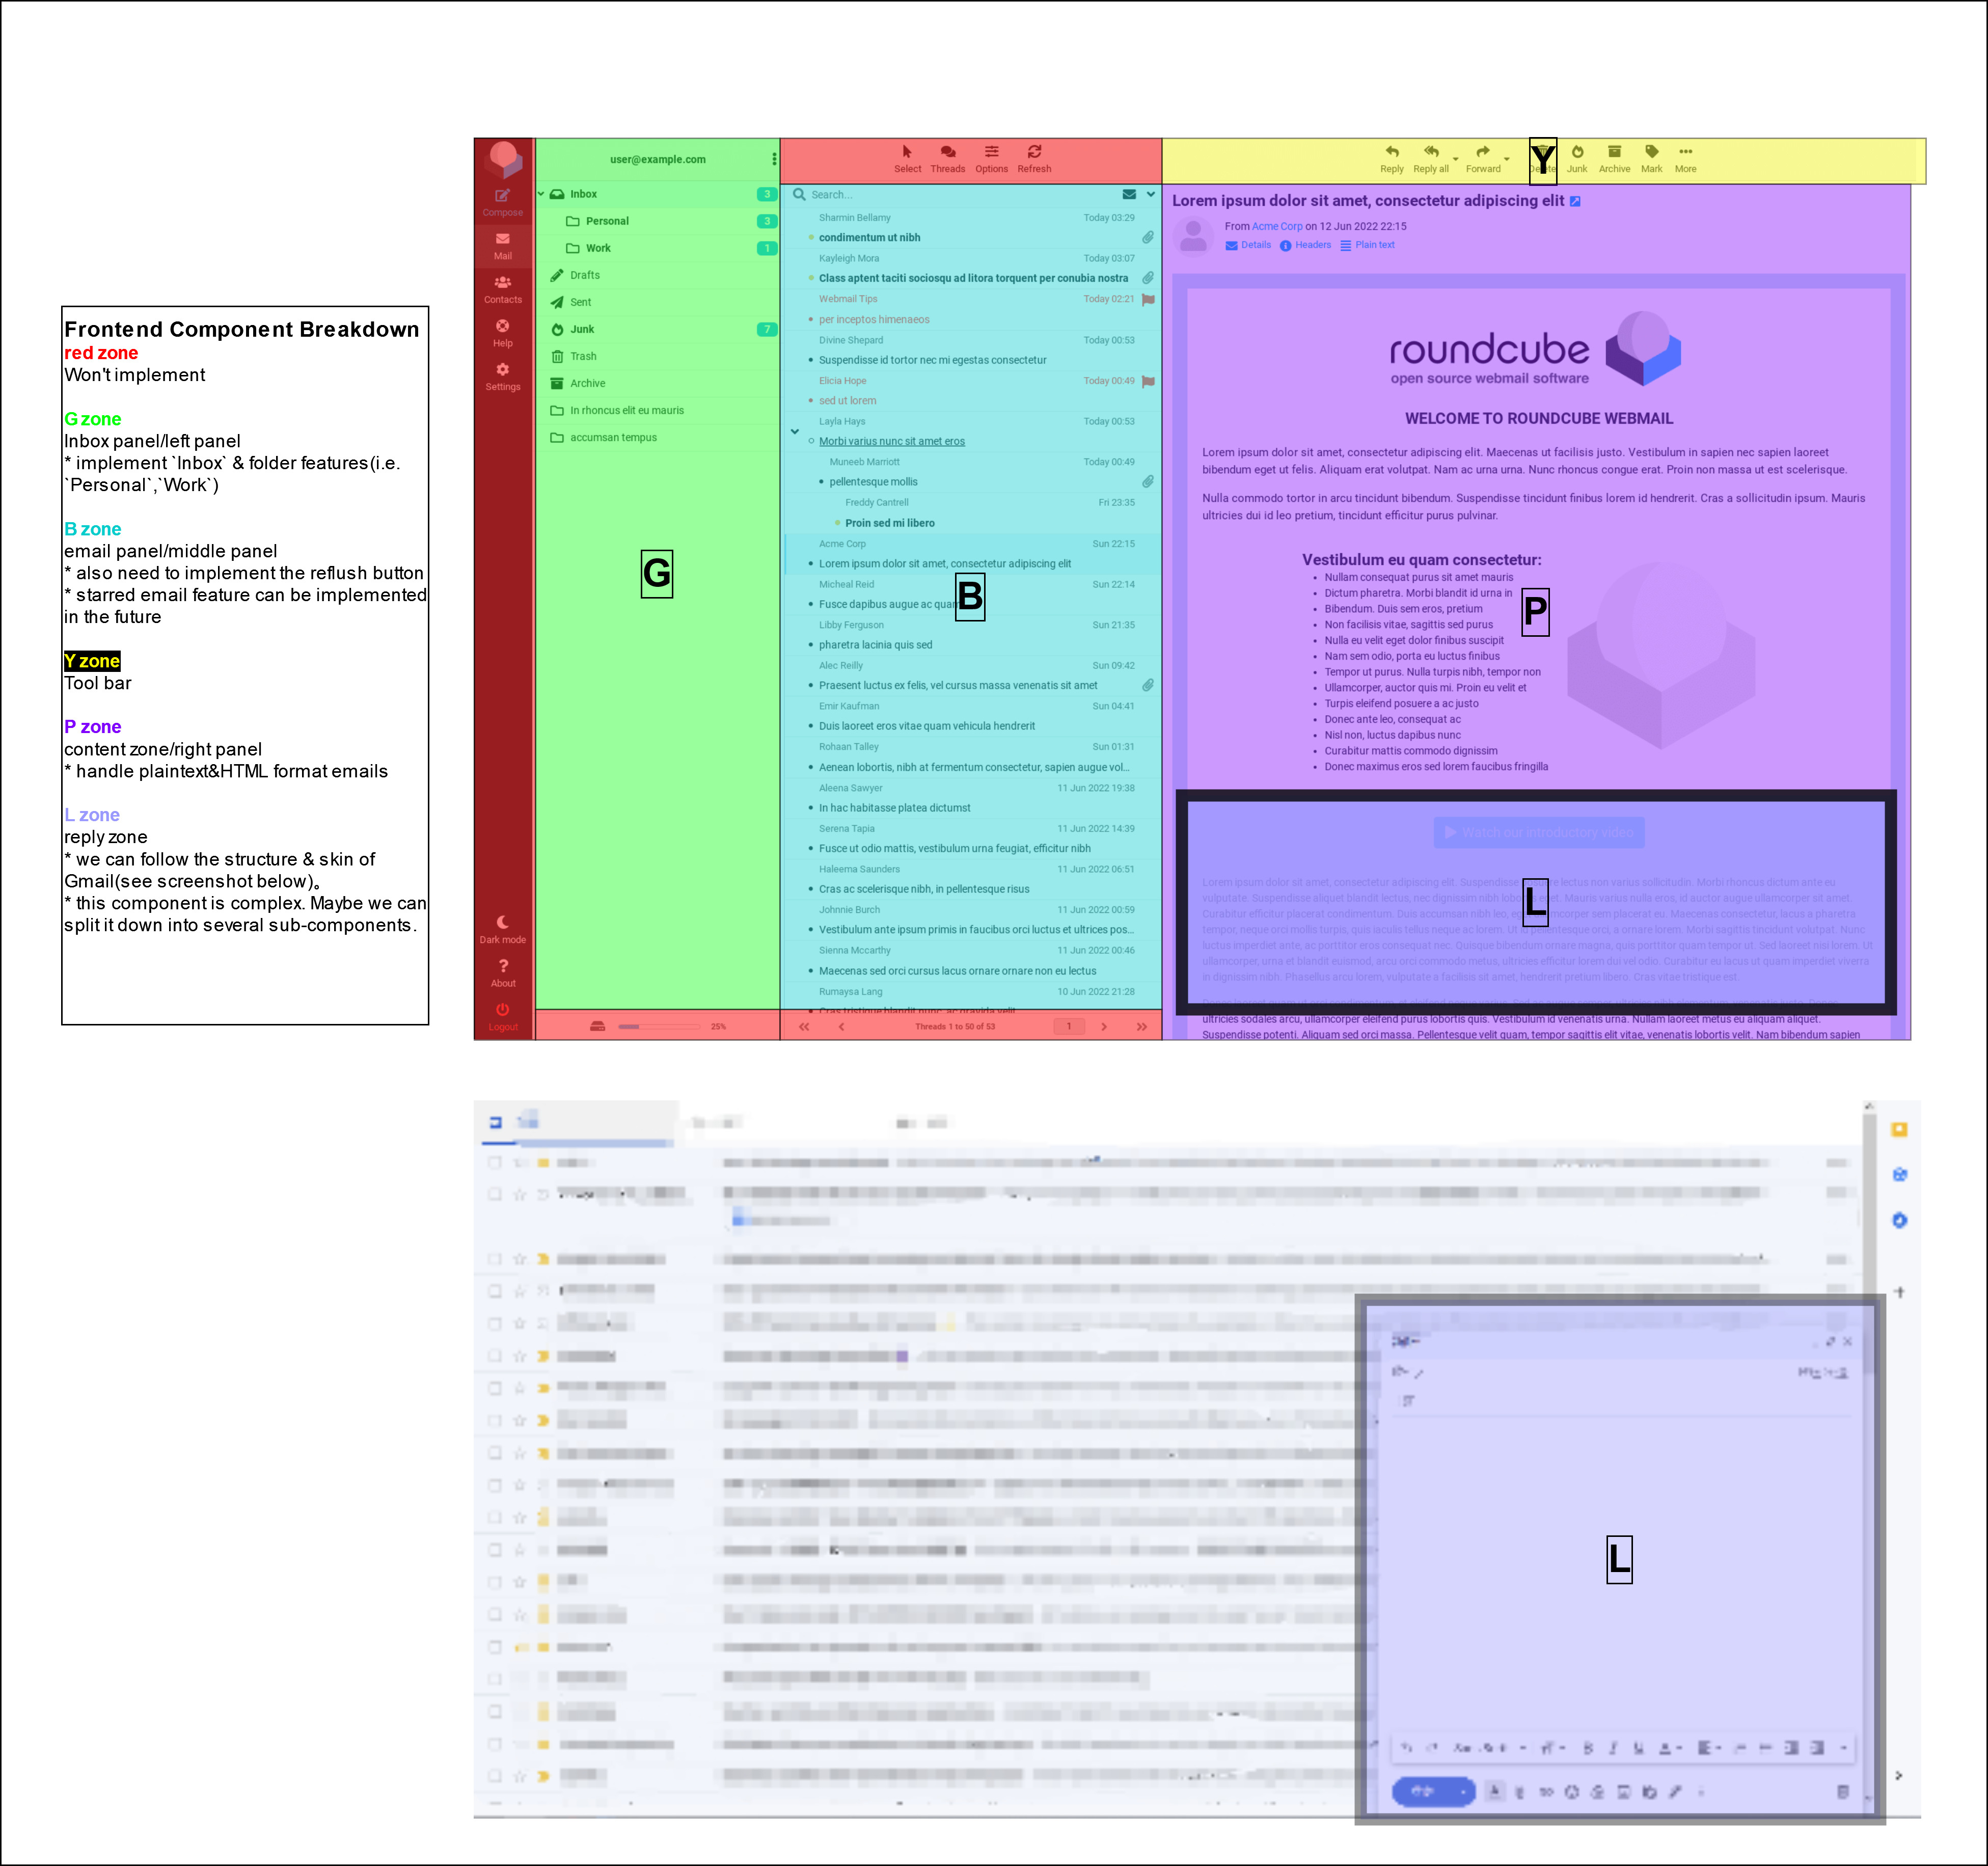 Frontend Component Breakdown
red zone
Won't implement
G zone
Inbox panel/left panel
* implement `Inbox` & folder features(i.e.
`Personal`,`Work`)
B zone
email panel/middle panel
* also need to implement the reflush button
* starred email feature can be implemented
in the future
Y zone
Tool bar
P zone
content zone/right panel
* handle plaintext&HTML format emails
L zone
reply zone
* we can follow the structure & skin of
Gmail(see screenshot below)。
* this component is complex. Maybe we can
split it down into several sub-components.
Compose
Mail
Contacts
Help
Settings
Dark mode
About
Logout
user@example.com
Inbox 3
Personal 3
Work 1
Drafts
Sent
Junk 7
Trash
Archive
In rhoncus elit eu mauris
accumsan tempus
G
25%
Select Threads Options Refresh
Search...
Sharmin Bellamy Today 03:29
condimentum ut nibh
Kayleigh Mora Today 03:07
Class aptent taciti sociosqu ad litora torquent per conubia nostra
Webmail Tips Today 02:21
per inceptos himenaeos
Divine Shepard Today 00:53
Suspendisse id tortor nec mi egestas consectetur
Elicia Hope Today 00:49
sed ut lorem
Layla Hays Today 00:53
Morbi varius nunc sit amet eros
Muneeb Marriott Today 00:49
pellentesque mollis
Freddy Cantrell Fri 23:35
Proin sed mi libero
Acme Corp Sun 22:15
Lorem ipsum dolor sit amet, consectetur adipiscing elit
Micheal Reid Sun 22:14
B
Fusce dapibus augue ac quam
Libby Ferguson Sun 21:35
pharetra lacinia quis sed
Alec Reilly Sun 09:42
Praesent luctus ex felis, vel cursus massa venenatis sit amet
Emir Kaufman Sun 04:41
Duis laoreet eros vitae quam vehicula hendrerit
Rohaan Talley Sun 01:31
Aenean lobortis, nibh at fermentum consectetur, sapien augue vol...
Aleena Sawyer 11 Jun 2022 19:38
In hac habitasse platea dictumst
Serena Tapia 11 Jun 2022 14:39
Fusce ut odio mattis, vestibulum urna feugiat, efficitur nibh
Haleema Saunders 11 Jun 2022 06:51
Cras ac scelerisque nibh, in pellentesque risus
Johnnie Burch 11 Jun 2022 00:59
Vestibulum ante ipsum primis in faucibus orci luctus et ultrices pos...
Sienna Mccarthy 11 Jun 2022 00:46
Maecenas sed orci cursus lacus ornare ornare non eu lectus
Rumaysa Lang 10 Jun 2022 21:28
Cras tristique blandit nunc, ac gravida velit
Threads 1 to 50 of 53 1
Reply Reply all Forward Delete Junk Archive Mark More
Y
Lorem ipsum dolor sit amet, consectetur adipiscing elit
From Acme Corp on 12 Jun 2022 22:15
Details Headers Plain text
roundcube
open source webmail software
WELCOME TO ROUNDCUBE WEBMAIL
Lorem ipsum dolor sit amet, consectetur adipiscing elit. Maecenas ut facilisis justo. Vestibulum in sapien nec sapien laoreet
bibendum eget ut felis. Aliquam erat volutpat. Nam ac urna urna. Nunc rhoncus congue erat. Proin non massa ut est scelerisque.
Nulla commodo tortor in arcu tincidunt bibendum. Suspendisse tincidunt finibus lorem id hendrerit. Cras a sollicitudin ipsum. Mauris
ultricies dui id leo pretium, tincidunt efficitur purus pulvinar.
Vestibulum eu quam consectetur:
Nullam consequat purus sit amet mauris
Dictum pharetra. Morbi blandit id urna in
Bibendum. Duis sem eros, pretium
Non facilisis vitae, sagittis sed purus
Nulla eu velit eget dolor finibus suscipit
Nam sem odio, porta eu luctus finibus
Tempor ut purus. Nulla turpis nibh, tempor non
Ullamcorper, auctor quis mi. Proin eu velit et
Turpis eleifend posuere a ac justo
Donec ante leo, consequat ac
Nisl non, luctus dapibus nunc
Curabitur mattis commodo dignissim
Donec maximus eros sed lorem faucibus fringilla
P
Watch our introductory video
Lorem ipsum dolor sit amet, consectetur adipiscing elit. Suspendisse lectus non varius sollicitudin. Morbi rhoncus dictum ante eu
L
ultricies sodales arcu, ullamcorper eleifend purus lobortis quis. Vestibulum id venenatis urna. Nullam laoreet metus eu aliquam aliquet.
Suspendisse potenti. Aliquam sed orci massa. Pellentesque velit quam, tempor sagittis elit vitae, venenatis lobortis velit. Nam bibendum sapien
L